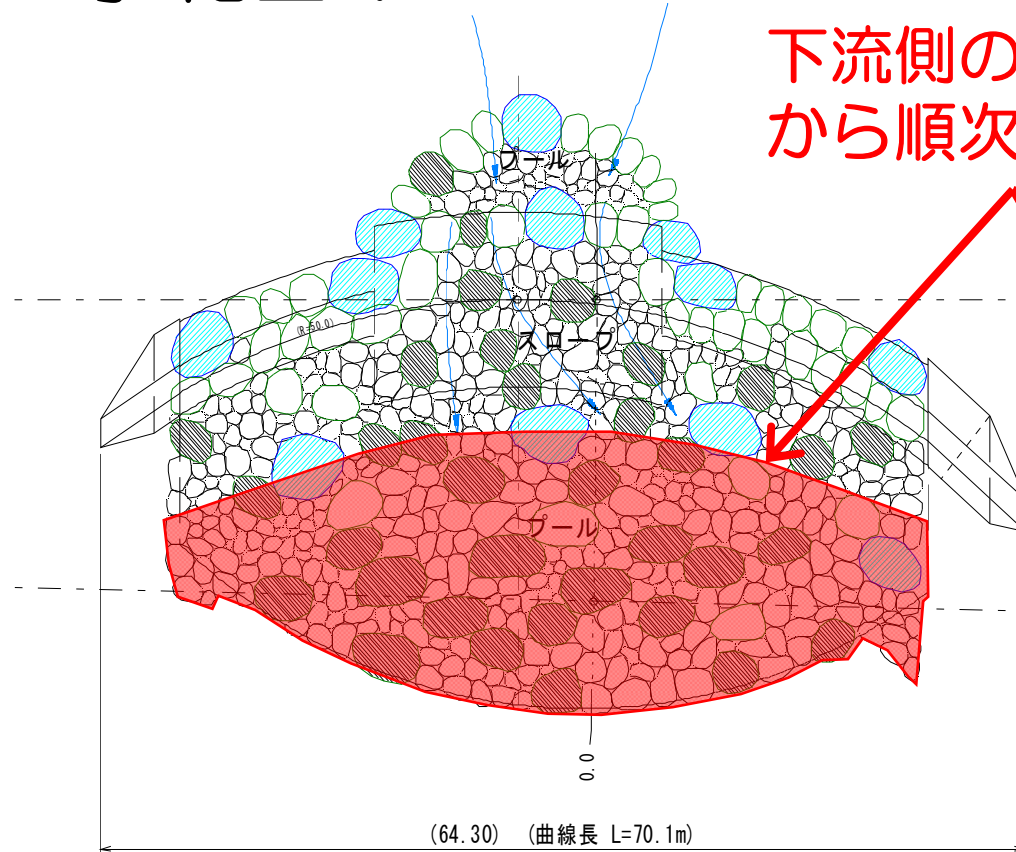 下流側の
から順次
プール
(R=50.0)
スロープ
プール
0.0
(64.30) (曲線長 L=70.1m)